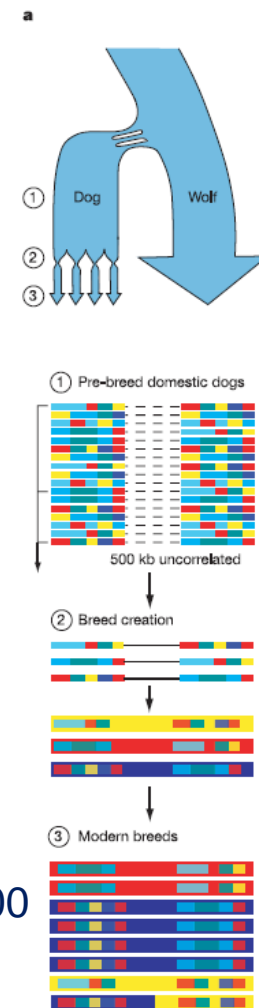 a
① Dog Wolf
②
③
① Pre-breed domestic dogs
500 kb uncorrelated
② Breed creation
③ Modern breeds
00